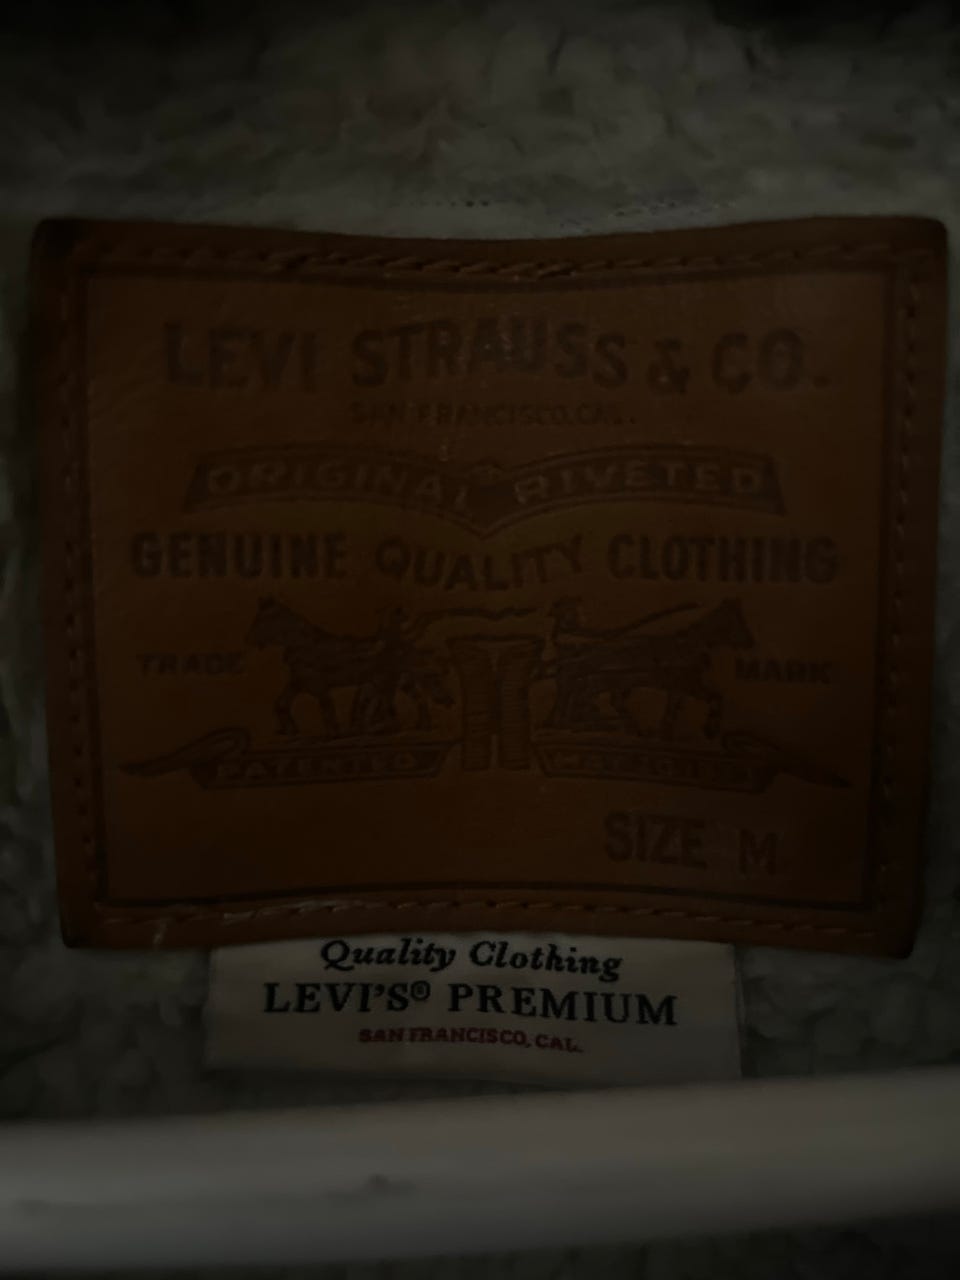 LEVI STRAUSS & CO.
SAN FRANCISCO, CAL.
ORIGINAL RIVETED
GENUINE QUALITY CLOTHING
TRADE MARK
PATENTED
SIZE M
Quality Clothing
LEVI'S® PREMIUM
SAN FRANCISCO, CAL.